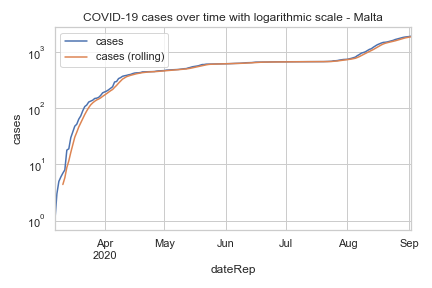 COVID-19 cases over time with logarithmic scale - Malta
cases
cases (rolling)
10³
10²
10¹
10⁰
cases
Apr
2020
May
Jun
Jul
Aug
Sep
dateRep